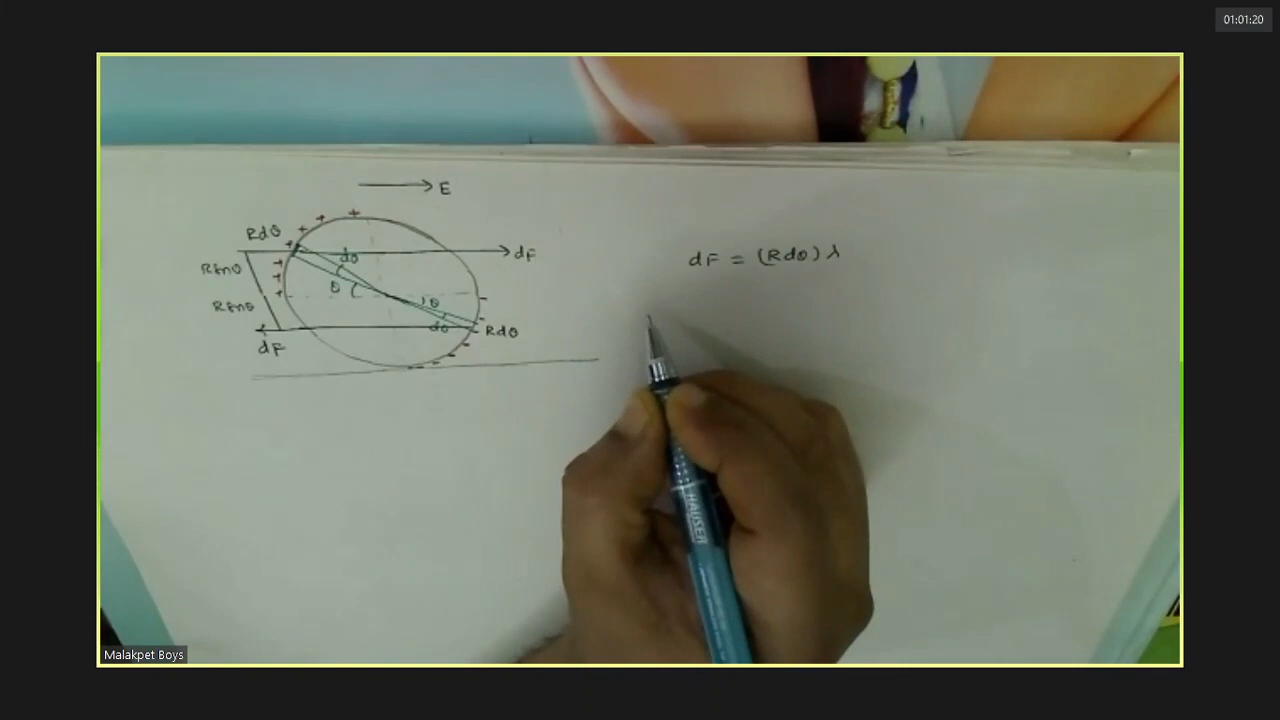 01:01:20
→ E
Rdθ
dθ
dF
Rsinθ
θ
Rsinθ
θ
dθ
Rdθ
dF
dF = (Rdθ) λ
HAUSER
Malakpet Boys